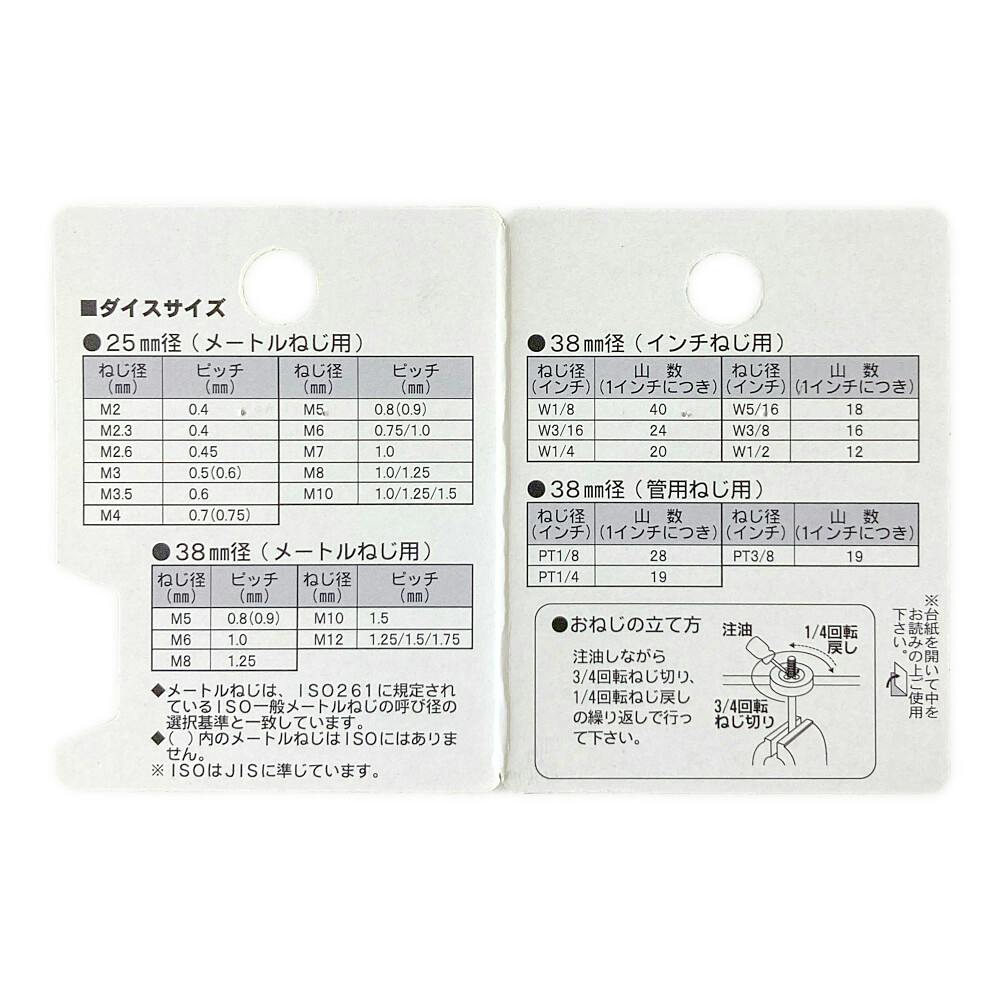 ■ダイスサイズ
●25㎜径（メートルねじ用）
ねじ径 ピッチ ねじ径 ピッチ
(㎜) (㎜) (㎜) (㎜)
M2 0.4 M5 0.8(0.9)
M2.3 0.4 M6 0.75/1.0
M2.6 0.45 M7 1.0
M3 0.5(0.6) M8 1.0/1.25
M3.5 0.6 M10 1.0/1.25/1.5
M4 0.7(0.75)
●38㎜径（メートルねじ用）
ねじ径 ピッチ ねじ径 ピッチ
(㎜) (㎜) (㎜) (㎜)
M5 0.8(0.9) M10 1.5
M6 1.0 M12 1.25/1.5/1.75
M8 1.25
◆メートルねじは、ISO261に規定され
ているISO一般メートルねじの呼び径の
選択基準と一致しています。
◆( )内のメートルねじはISOにはありま
せん。
※ISOはJISに準じています。
●38㎜径（インチねじ用）
ねじ径 山 数 ねじ径 山 数
(インチ) (1インチにつき) (インチ) (1インチにつき)
W1/8 40 W5/16 18
W3/16 24 W3/8 16
W1/4 20 W1/2 12
●38㎜径（管用ねじ用）
ねじ径 山 数 ねじ径 山 数
(インチ) (1インチにつき) (インチ) (1インチにつき)
PT1/8 28 PT3/8 19
PT1/4 19
●おねじの立て方
注油しながら
3/4回転ねじ切り、
1/4回転ねじ戻し
の繰り返しで行っ
て下さい。
注油
1/4回転
戻し
3/4回転
ねじ切り
※台紙を開いて中を
お読みの上ご使用
下さい。